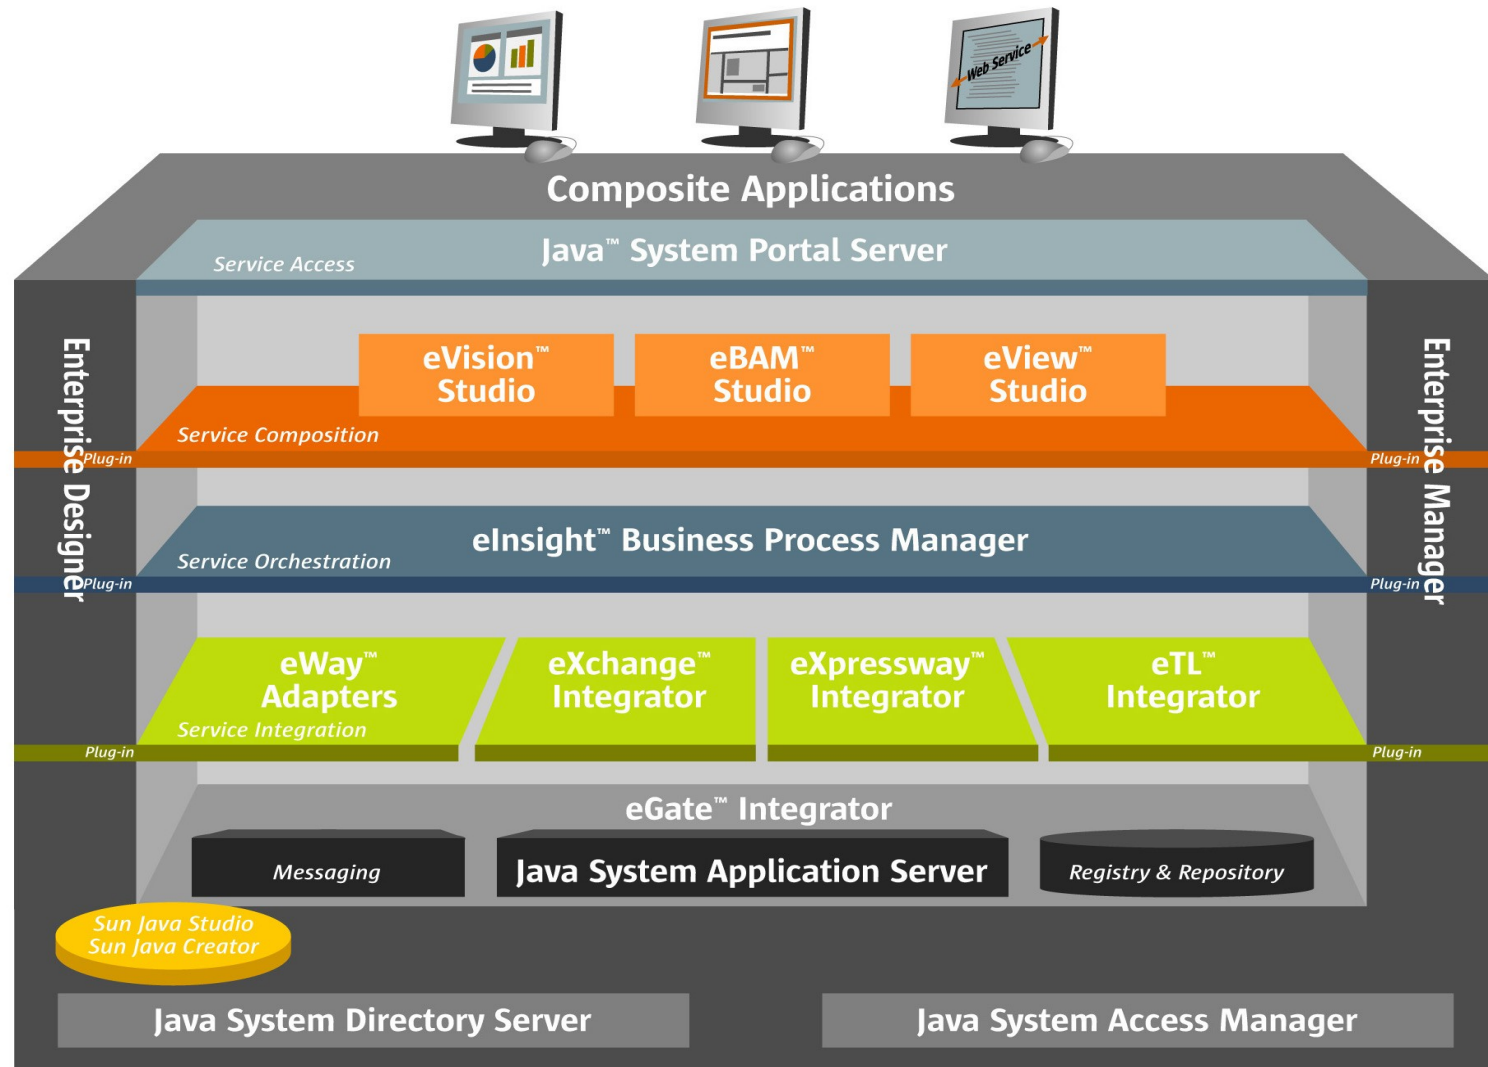 Web Service
Composite Applications
Java™ System Portal Server
Service Access
Enterprise Designer
Enterprise Manager
eVision™
Studio
eBAM™
Studio
eView™
Studio
Service Composition
Plug-in
Plug-in
eInsight™ Business Process Manager
Service Orchestration
Plug-in
Plug-in
eWay™
Adapters
eXchange™
Integrator
eXpressway™
Integrator
eTL™
Integrator
Service Integration
Plug-in
Plug-in
eGate™ Integrator
Messaging
Java System Application Server
Registry & Repository
Sun Java Studio
Sun Java Creator
Java System Directory Server
Java System Access Manager